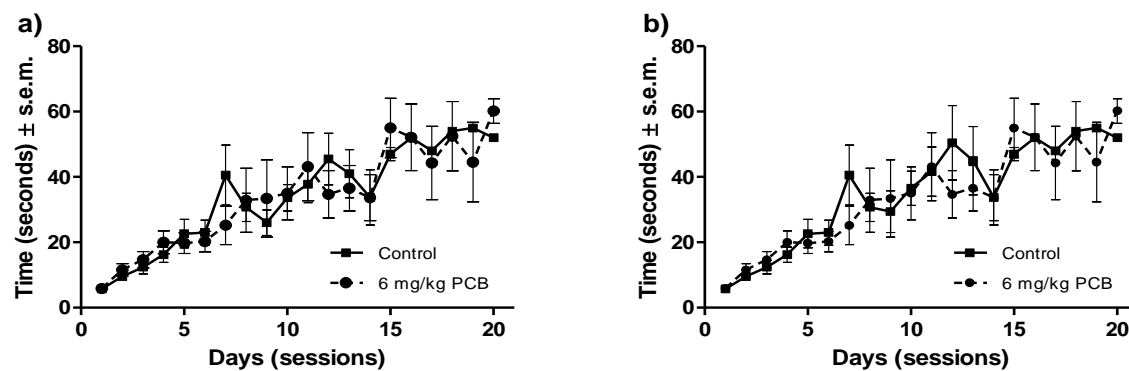 a)
Time (seconds) ± s.e.m.
80
60
40
20
0
Control
6 mg/kg PCB
0
5
10
15
20
Days (sessions)
b)
Time (seconds) ± s.e.m.
80
60
40
20
0
Control
6 mg/kg PCB
0
5
10
15
20
Days (sessions)